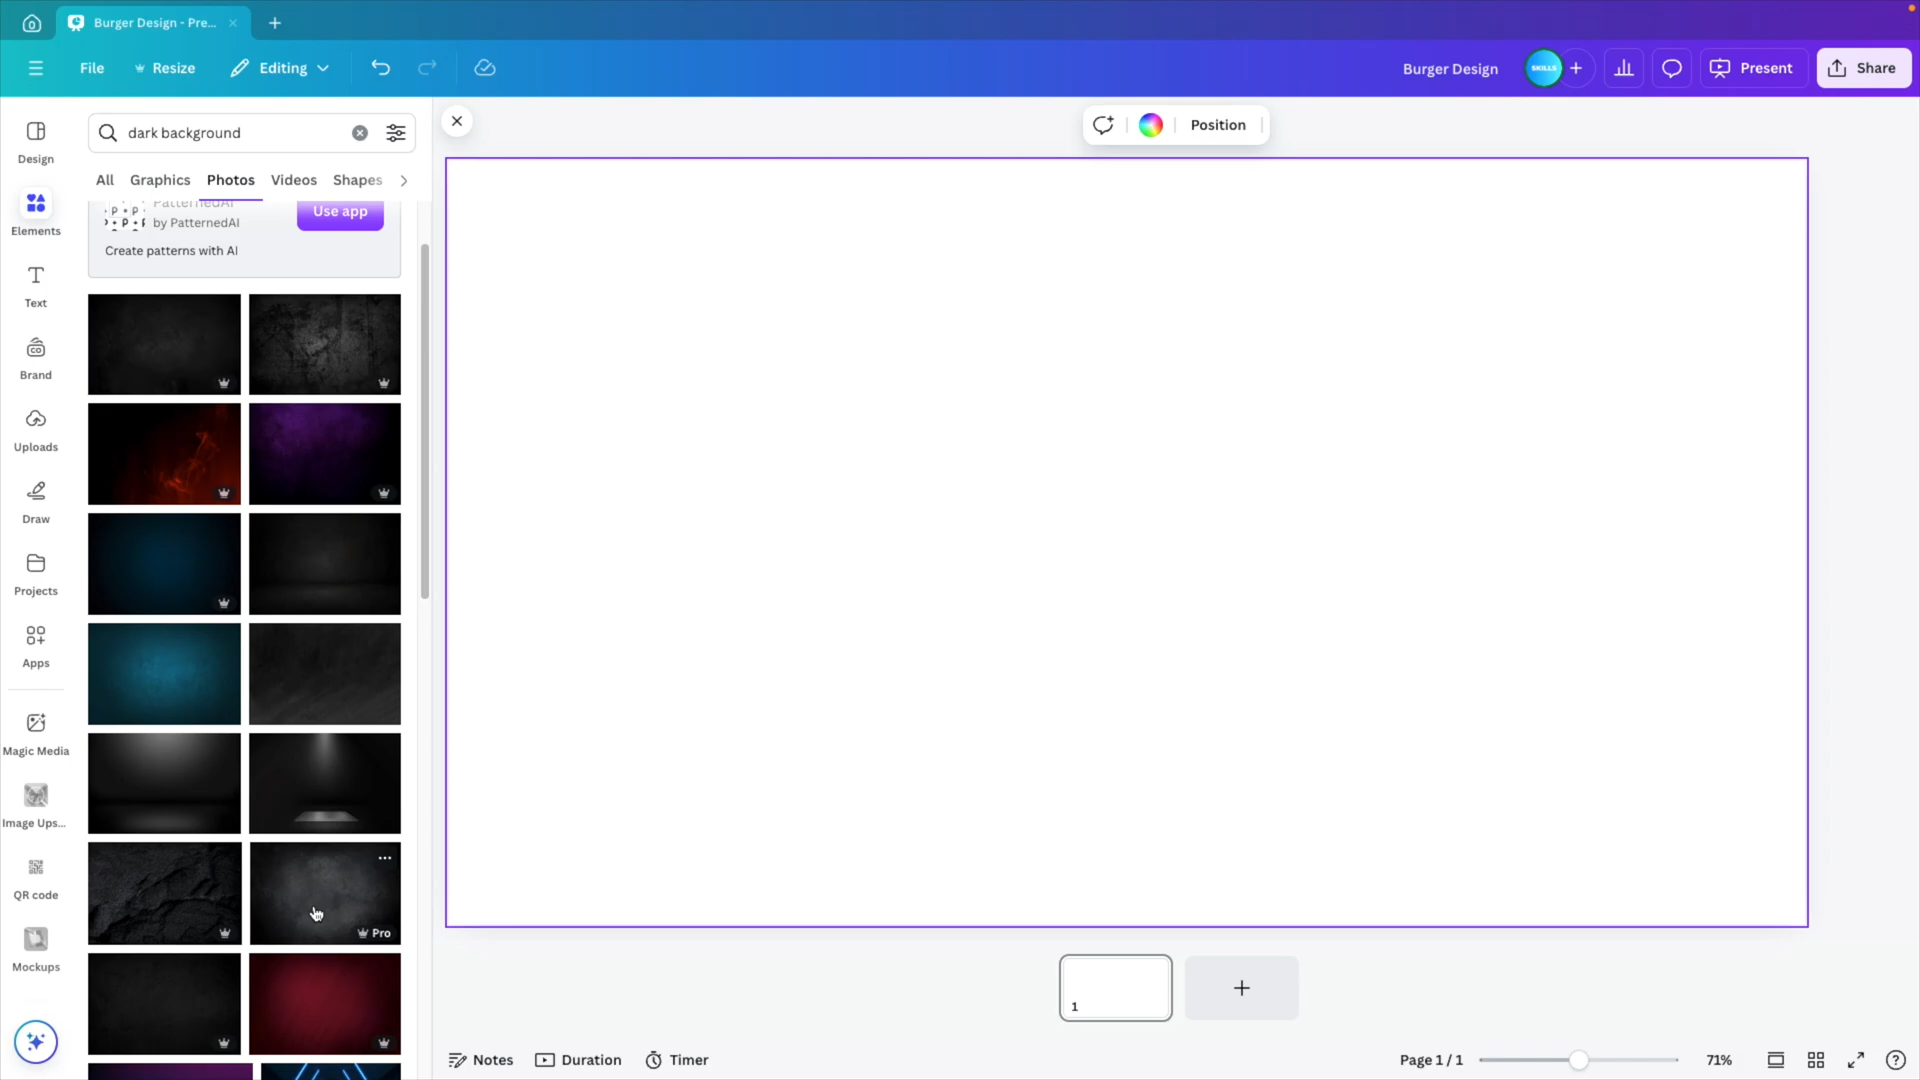 Burger Design - Pre...
File
Resize
Editing
Burger Design
SKILLS
Present
Share
Design
Elements
Text
Brand
Uploads
Draw
Projects
Apps
Magic Media
Image Ups...
QR code
Mockups
dark background
All
Graphics
Photos
Videos
Shapes
PatternedAI
by PatternedAI
Use app
Create patterns with AI
Pro
Position
1
Notes
Duration
Timer
Page 1 / 1
71%